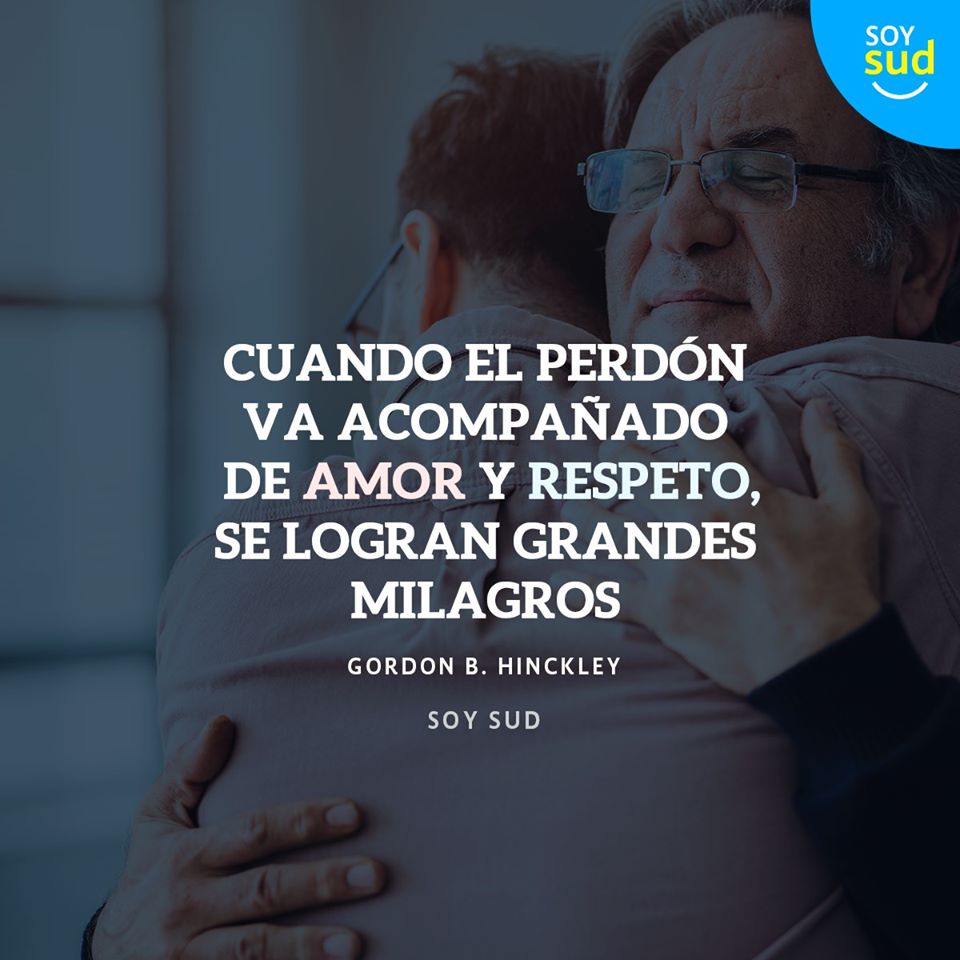 SOY
sud
CUANDO EL PERDÓN
VA ACOMPAÑADO
DE AMOR Y RESPETO,
SE LOGRAN GRANDES
MILAGROS
GORDON B. HINCKLEY
SOY SUD